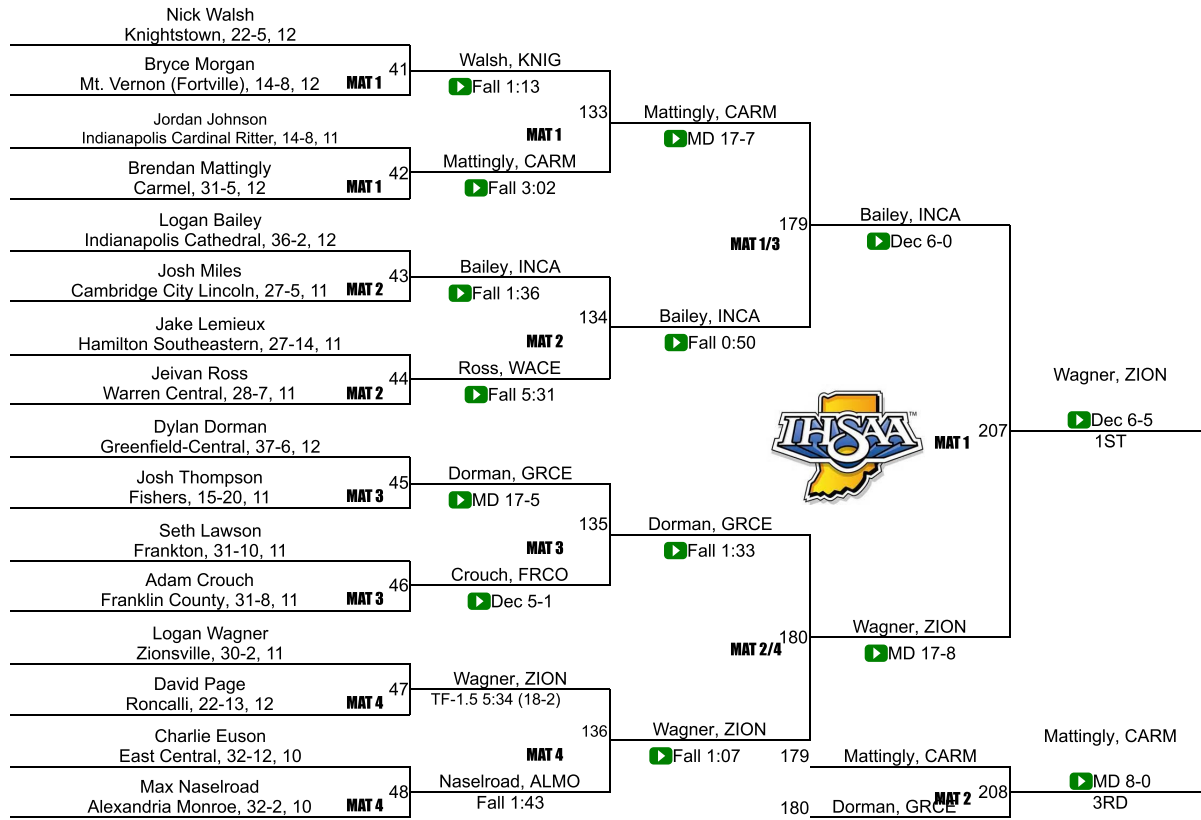 Nick Walsh
Knightstown, 22-5, 12
Bryce Morgan
Mt. Vernon (Fortville), 14-8, 12
MAT 1
41
Walsh, KNIG
Fall 1:13
Jordan Johnson
Indianapolis Cardinal Ritter, 14-8, 11
Brendan Mattingly
Carmel, 31-5, 12
MAT 1
42
Mattingly, CARM
Fall 3:02
133
MAT 1
Mattingly, CARM
MD 17-7
Logan Bailey
Indianapolis Cathedral, 36-2, 12
Josh Miles
Cambridge City Lincoln, 27-5, 11
MAT 2
43
Bailey, INCA
Fall 1:36
Jake Lemieux
Hamilton Southeastern, 27-14, 11
Jeivan Ross
Warren Central, 28-7, 11
MAT 2
44
Ross, WACE
Fall 5:31
134
MAT 2
Bailey, INCA
Fall 0:50
179
MAT 1/3
Bailey, INCA
Dec 6-0
Dylan Dorman
Greenfield-Central, 37-6, 12
Josh Thompson
Fishers, 15-20, 11
MAT 3
45
Dorman, GRCE
MD 17-5
Seth Lawson
Frankton, 31-10, 11
Adam Crouch
Franklin County, 31-8, 11
MAT 3
46
Crouch, FRCO
Dec 5-1
135
MAT 3
Dorman, GRCE
Fall 1:33
Logan Wagner
Zionsville, 30-2, 11
David Page
Roncalli, 22-13, 12
MAT 4
47
Wagner, ZION
TF-1.5 5:34 (18-2)
Charlie Euson
East Central, 32-12, 10
Max Naselroad
Alexandria Monroe, 32-2, 10
MAT 4
48
Naselroad, ALMO
Fall 1:43
136
MAT 4
Wagner, ZION
Fall 1:07
180
MAT 2/4
Wagner, ZION
MD 17-8
IHSAA™
MAT 1
207
Wagner, ZION
Dec 6-5
1ST
179
Mattingly, CARM
180
Dorman, GRCE
MAT 2
208
Mattingly, CARM
MD 8-0
3RD